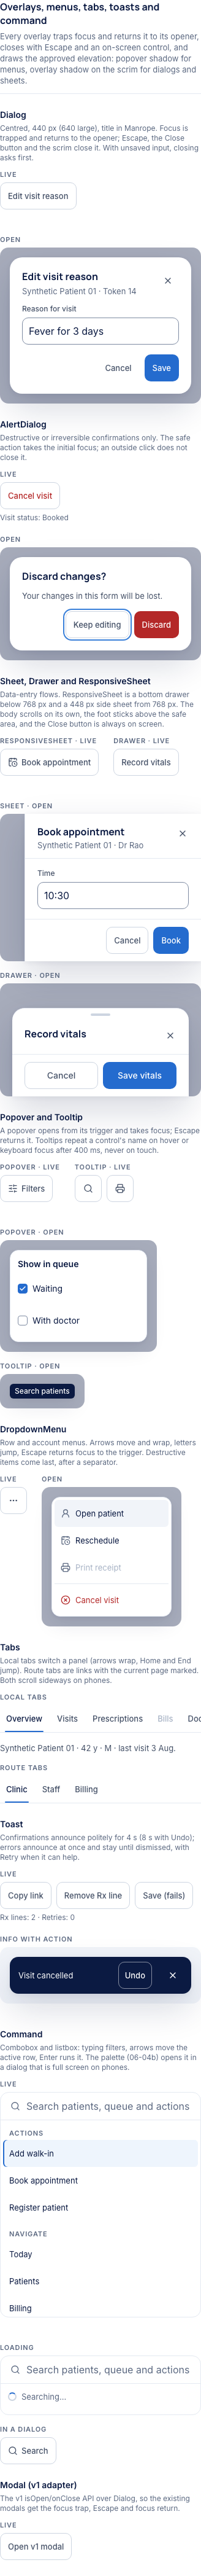 Overlays, menus, tabs, toasts and
command
Every overlay traps focus and returns it to its opener,
closes with Escape and an on-screen control, and
draws the approved elevation: popover shadow for
menus, overlay shadow on the scrim for dialogs and
sheets.
Dialog
Centred, 440 px (640 large), title in Manrope. Focus is
trapped and returns to the opener; Escape, the Close
button and the scrim close it. With unsaved input, closing
asks first.
LIVE
Edit visit reason
OPEN
Edit visit reason
Synthetic Patient 01 · Token 14
Reason for visit
Fever for 3 days
Cancel
Save
AlertDialog
Destructive or irreversible confirmations only. The safe
action takes the initial focus; an outside click does not
close it.
LIVE
Cancel visit
Visit status: Booked
OPEN
Discard changes?
Your changes in this form will be lost.
Keep editing
Discard
Sheet, Drawer and ResponsiveSheet
Data-entry flows. ResponsiveSheet is a bottom drawer
below 768 px and a 448 px side sheet from 768 px. The
body scrolls on its own, the foot sticks above the safe
area, and the Close button is always on screen.
RESPONSIVESHEET · LIVE
DRAWER · LIVE
Book appointment
Record vitals
SHEET · OPEN
Book appointment
Synthetic Patient 01 · Dr Rao
Time
10:30
Cancel
Book
DRAWER · OPEN
Record vitals
Cancel
Save vitals
Popover and Tooltip
A popover opens from its trigger and takes focus; Escape
returns it. Tooltips repeat a control's name on hover or
keyboard focus after 400 ms, never on touch.
POPOVER · LIVE
TOOLTIP · LIVE
Filters
POPOVER · OPEN
Show in queue
Waiting
With doctor
TOOLTIP · OPEN
Search patients
DropdownMenu
Row and account menus. Arrows move and wrap, letters
jump, Escape returns focus to the trigger. Destructive
items come last, after a separator.
LIVE
OPEN
Open patient
Reschedule
Print receipt
Cancel visit
Tabs
Local tabs switch a panel (arrows wrap, Home and End
jump). Route tabs are links with the current page marked.
Both scroll sideways on phones.
LOCAL TABS
Overview
Visits
Prescriptions
Bills
Doc
Synthetic Patient 01 · 42 y · M · last visit 3 Aug.
ROUTE TABS
Clinic
Staff
Billing
Toast
Confirmations announce politely for 4 s (8 s with Undo);
errors announce at once and stay until dismissed, with
Retry when it can help.
LIVE
Copy link
Remove Rx line
Save (fails)
Rx lines: 2 · Retries: 0
INFO WITH ACTION
Visit cancelled
Undo
Command
Combobox and listbox: typing filters, arrows move the
active row, Enter runs it. The palette (06-04b) opens it in
a dialog that is full screen on phones.
LIVE
Search patients, queue and actions
ACTIONS
Add walk-in
Book appointment
Register patient
NAVIGATE
Today
Patients
Billing
LOADING
Search patients, queue and actions
Searching…
IN A DIALOG
Search
Modal (v1 adapter)
The v1 isOpen/onClose API over Dialog, so the existing
modals get the focus trap, Escape and focus return.
LIVE
Open v1 modal